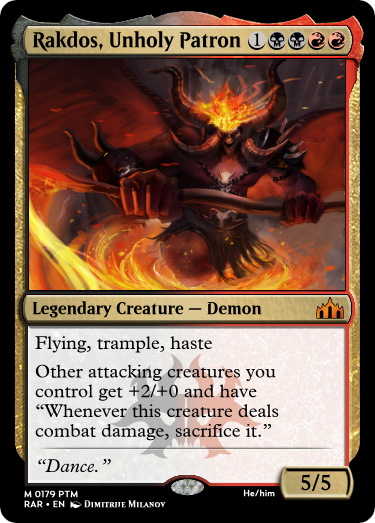 Rakdos, Unholy Patron 1
Legendary Creature — Demon
Flying, trample, haste
Other attacking creatures you
control get +2/+0 and have
“Whenever this creature deals
combat damage, sacrifice it.”
“Dance.”
5/5
M 0179 PTM
He/him
RAR • EN Dimitrije Milanov